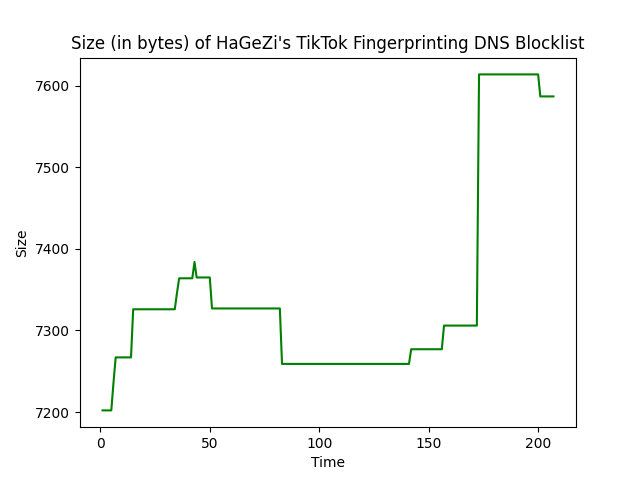 Size (in bytes) of HaGeZi's TikTok Fingerprinting DNS Blocklist
7600
7500
7400
7300
7200
Size
0 50 100 150 200
Time